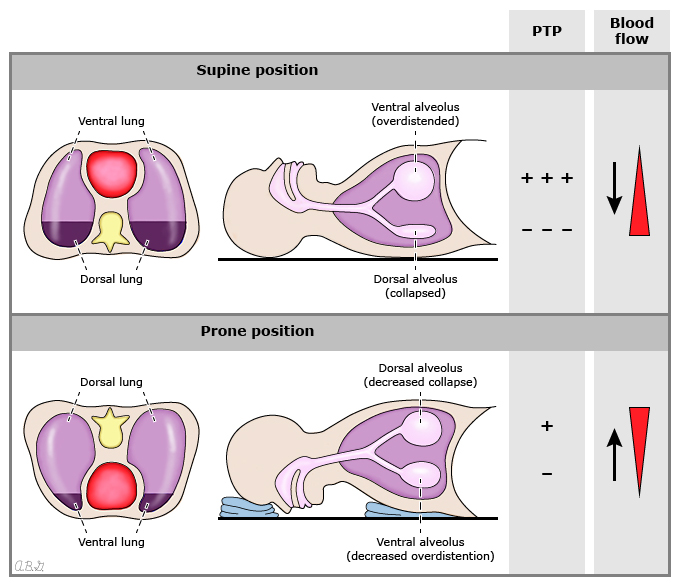 PTP
Blood
flow
Supine position
Ventral lung
Dorsal lung
Ventral alveolus
(overdistended)
Dorsal alveolus
(collapsed)
+ + +
– – –
Prone position
Dorsal lung
Ventral lung
Dorsal alveolus
(decreased collapse)
Ventral alveolus
(decreased overdistention)
+
–